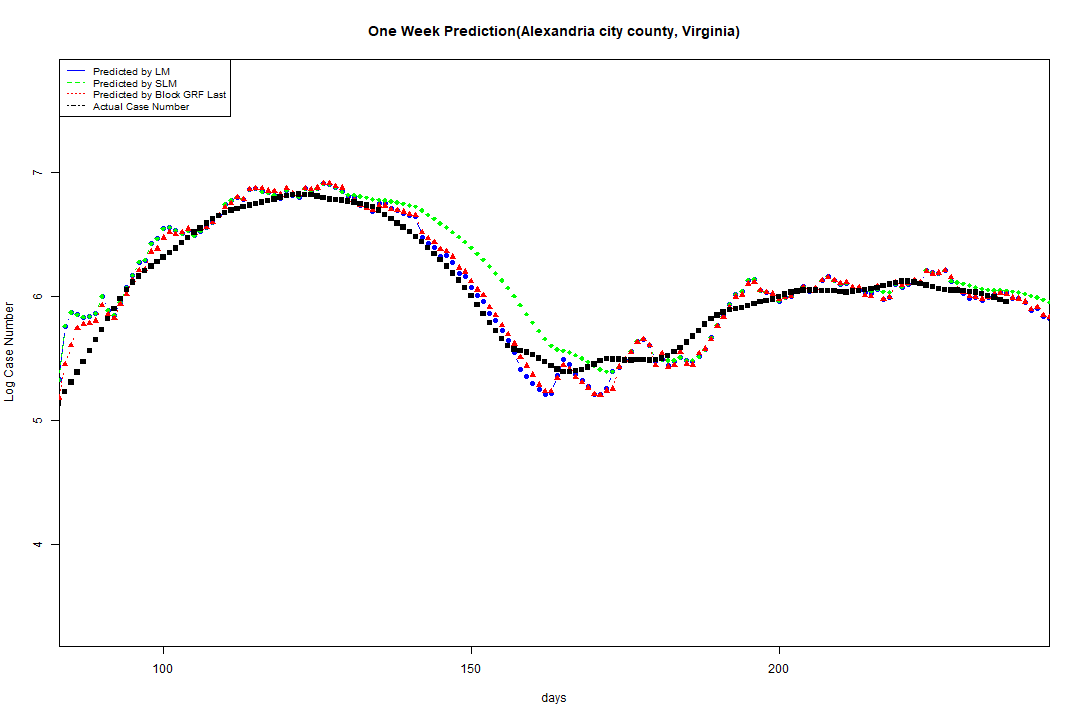 One Week Prediction(Alexandria city county, Virginia)
Predicted by LM
Predicted by SLM
Predicted by Block GRF Last
Actual Case Number
Log Case Number
7
6
5
4
100 150 200
days